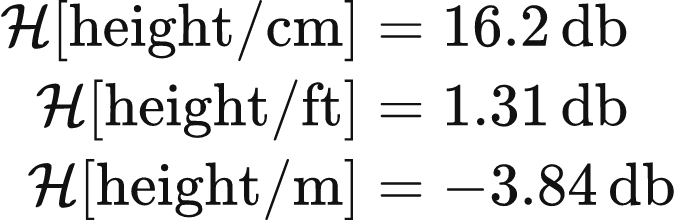 ℋ[height/cm] = 16.2 db
ℋ[height/ft] = 1.31 db
ℋ[height/m] = −3.84 db